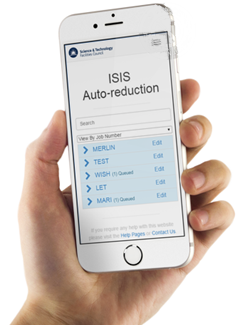 Science & Technology
Facilities Council
ISIS
Auto-reduction
Search
View By Job Number
MERLIN Edit
TEST Edit
WISH (1) Queued Edit
LET Edit
MARI (1) Queued Edit
If you require any help with this website
please visit the Help Pages or Contact Us.